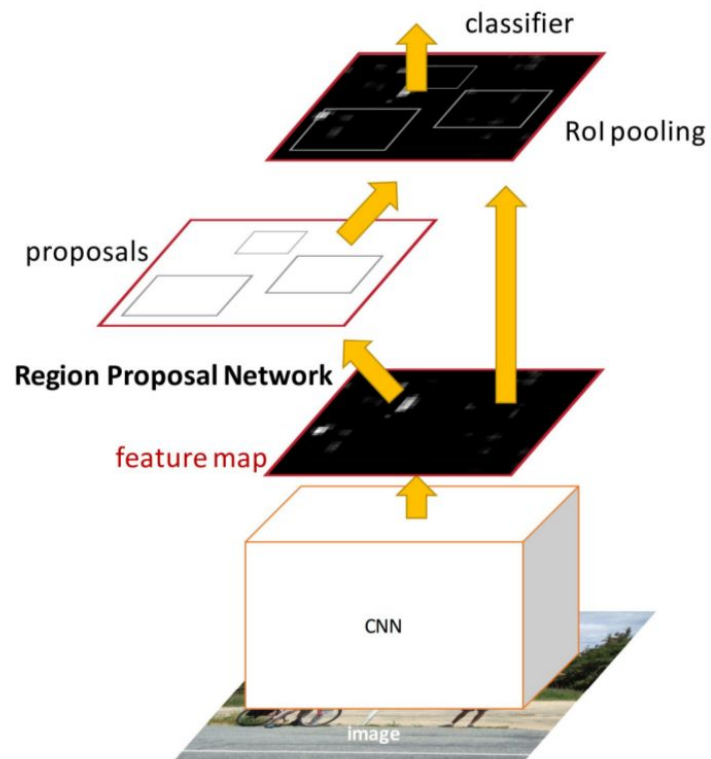 classifier
RoI pooling
proposals
Region Proposal Network
feature map
CNN
image